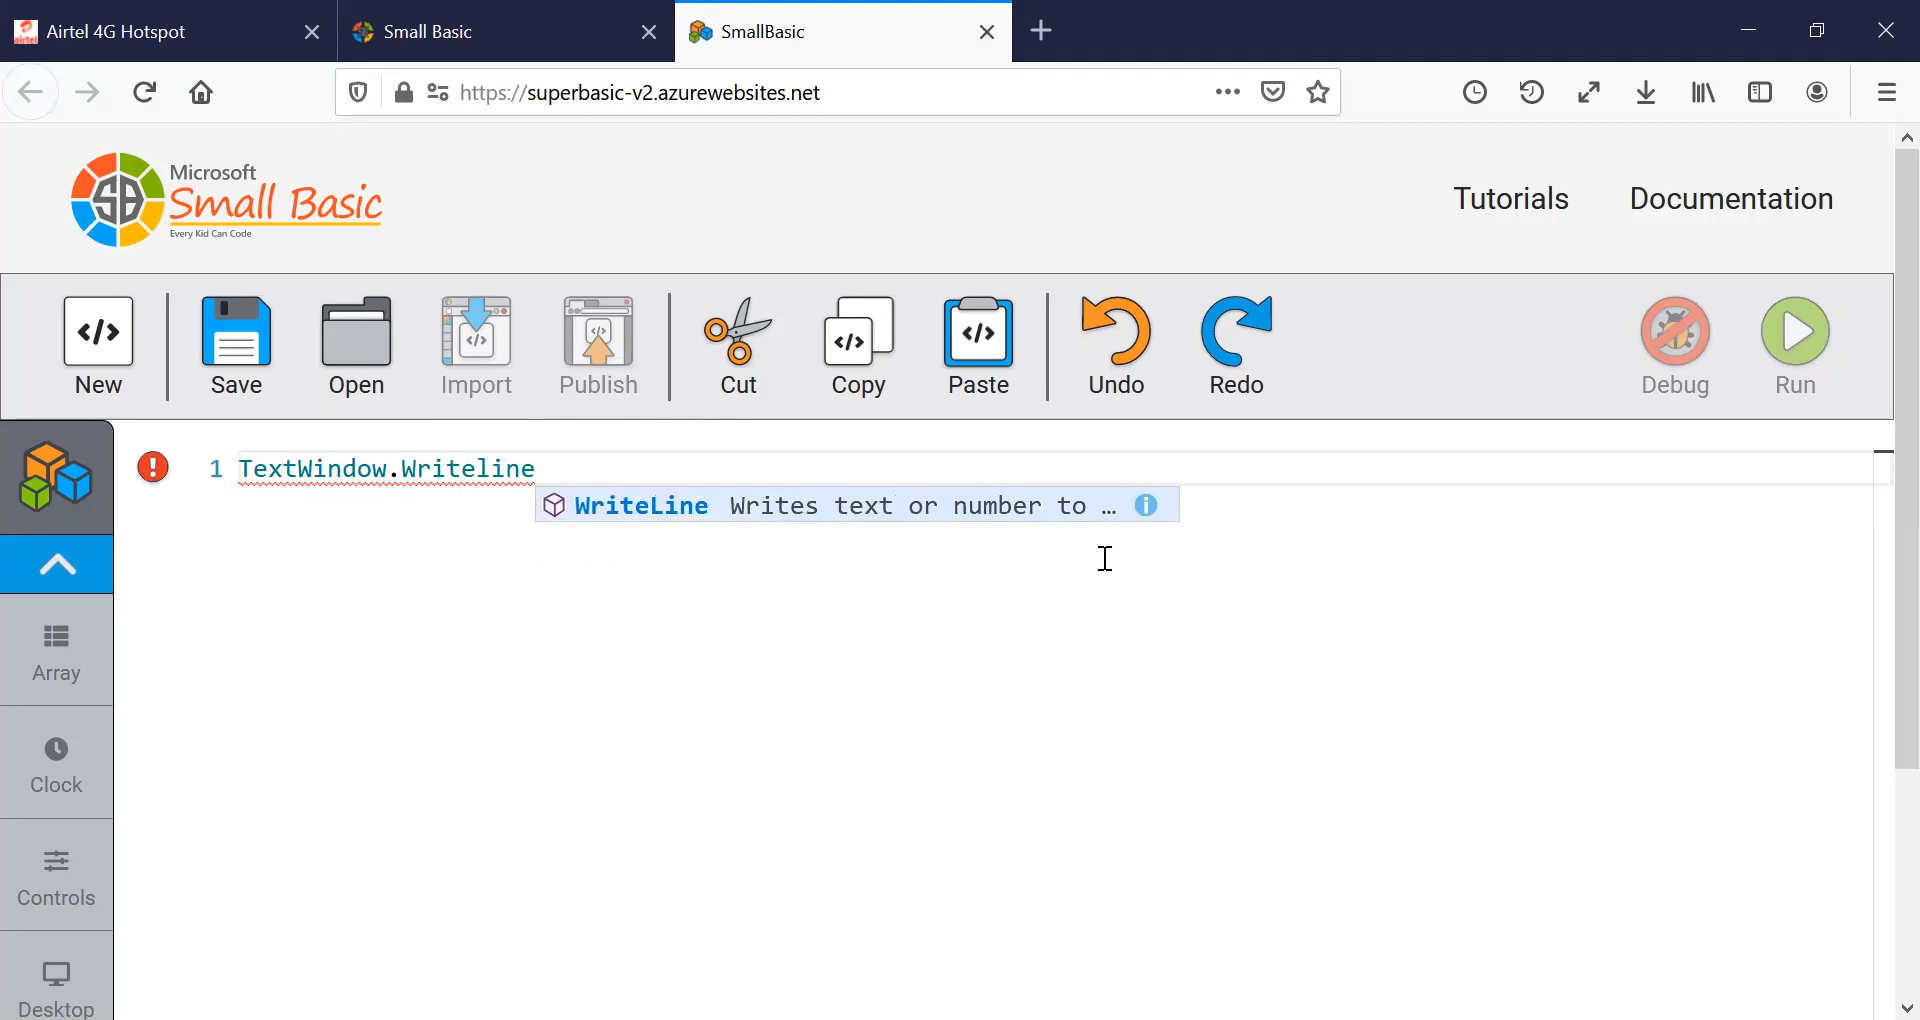 Airtel 4G Hotspot
Small Basic
SmallBasic
airtel
https://superbasic-v2.azurewebsites.net
Microsoft
Small Basic
Every Kid Can Code
SB
Tutorials
Documentation
New
Save
Open
Import
Publish
Cut
Copy
Paste
Undo
Redo
Debug
Run
1 TextWindow.Writeline
WriteLine Writes text or number to …
Array
Clock
Controls
Desktop